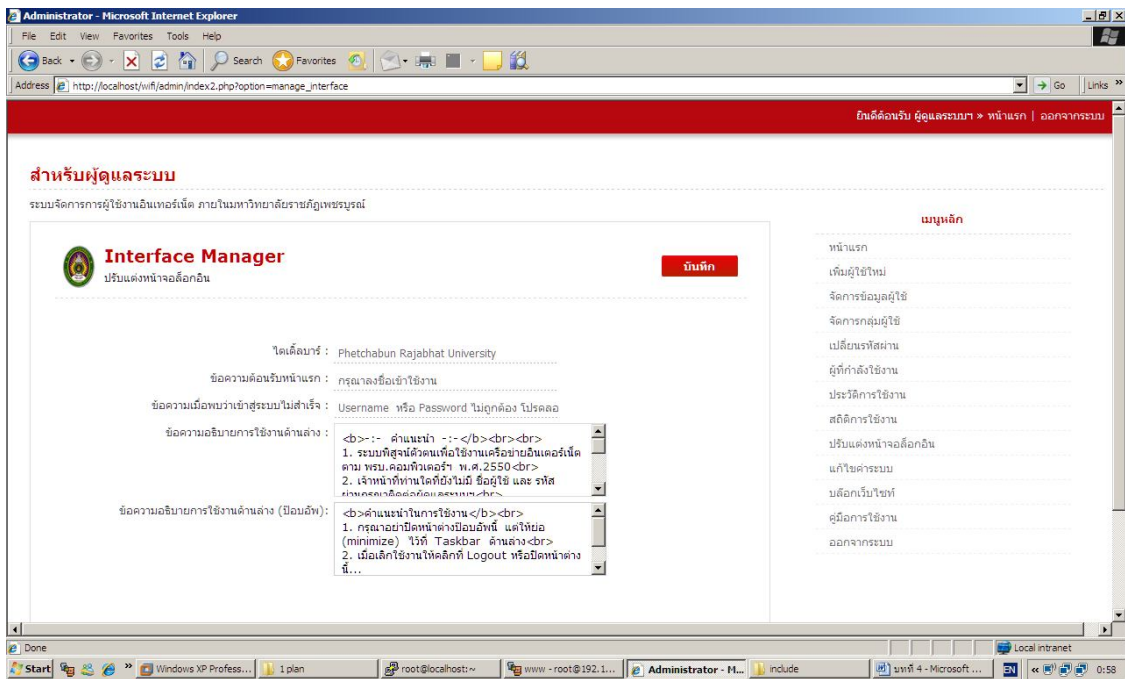 Administrator - Microsoft Internet Explorer
File Edit View Favorites Tools Help
Back Search Favorites
Address http://localhost/wifi/admin/index2.php?option=manage_interface Go Links
ยินดีต้อนรับ ผู้ดูแลระบบฯ » หน้าแรก | ออกจากระบบ
สำหรับผู้ดูแลระบบ
ระบบจัดการการผู้ใช้งานอินเทอร์เน็ต ภายในมหาวิทยาลัยราชภัฏเพชรบูรณ์
Interface Manager
ปรับแต่งหน้าจอล็อกอิน
บันทึก
ไตเติ้ลบาร์ : Phetchabun Rajabhat University
ข้อความต้อนรับหน้าแรก : กรุณาลงชื่อเข้าใช้งาน
ข้อความเมื่อพบว่าเข้าสู่ระบบไม่สำเร็จ : Username หรือ Password ไม่ถูกต้อง โปรดลอ
ข้อความอธิบายการใช้งานด้านล่าง :
<b>-:- คำแนะนำ -:-</b><br><br>
1. ระบบพิสูจน์ตัวตนเพื่อใช้งานเครือข่ายอินเตอร์เน็ต
ตาม พรบ.คอมพิวเตอร์ฯ พ.ศ.2550<br>
2. เจ้าหน้าที่ท่านใดที่ยังไม่มี ชื่อผู้ใช้ และ รหัส
ผ่านกรุณาติดต่อผู้ดูแลระบบฯ<br>
ข้อความอธิบายการใช้งานด้านล่าง (ป๊อบอัพ):
<b>คำแนะนำในการใช้งาน</b><br>
1. กรุณาอย่าปิดหน้าต่างป๊อบอัพนี้ แต่ให้ย่อ
(minimize) ไว้ที่ Taskbar ด้านล่าง<br>
2. เมื่อเลิกใช้งานให้คลิกที่ Logout หรือปิดหน้าต่าง
นี้...
เมนูหลัก
หน้าแรก
เพิ่มผู้ใช้ใหม่
จัดการข้อมูลผู้ใช้
จัดการกลุ่มผู้ใช้
เปลี่ยนรหัสผ่าน
ผู้ที่กำลังใช้งาน
ประวัติการใช้งาน
สถิติการใช้งาน
ปรับแต่งหน้าจอล็อกอิน
แก้ไขค่าระบบ
บล๊อกเว็บไซท์
คู่มือการใช้งาน
ออกจากระบบ
Done Local intranet
Start Windows XP Profess... 1 plan root@localhost:~ www - root@192.1... Administrator - M... include บทที่ 4 - Microsoft ... EN 0:58